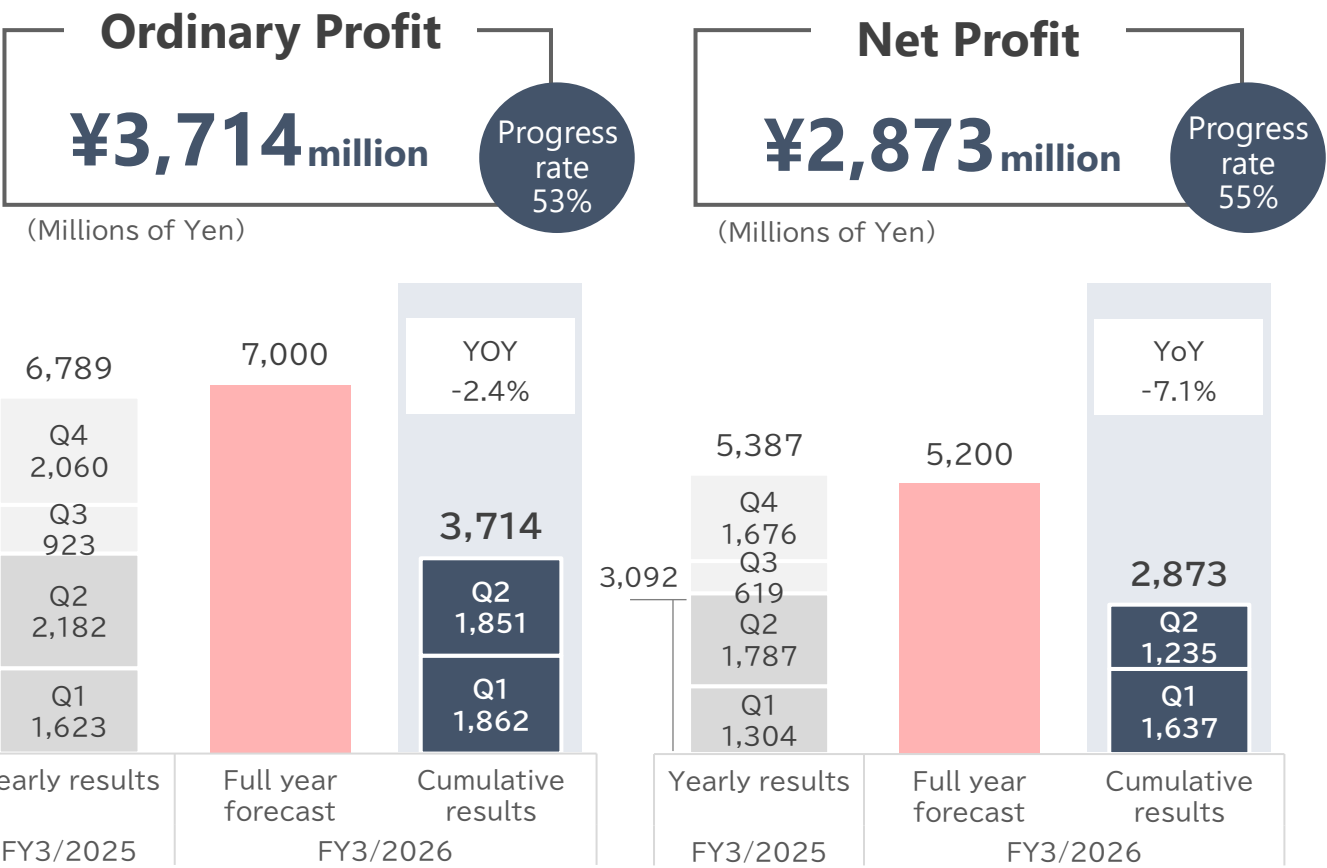 Ordinary Profit
¥3,714 million
Progress
rate
53%
(Millions of Yen)
6,789
Q4
2,060
Q3
923
Q2
2,182
Q1
1,623
7,000
YOY
-2.4%
3,714
Q2
1,851
Q1
1,862
early results
Full year
forecast
Cumulative
results
FY3/2025
FY3/2026
Net Profit
¥2,873 million
Progress
rate
55%
(Millions of Yen)
3,092
5,387
Q4
1,676
Q3
619
Q2
1,787
Q1
1,304
5,200
YoY
-7.1%
2,873
Q2
1,235
Q1
1,637
Yearly results
Full year
forecast
Cumulative
results
FY3/2025
FY3/2026